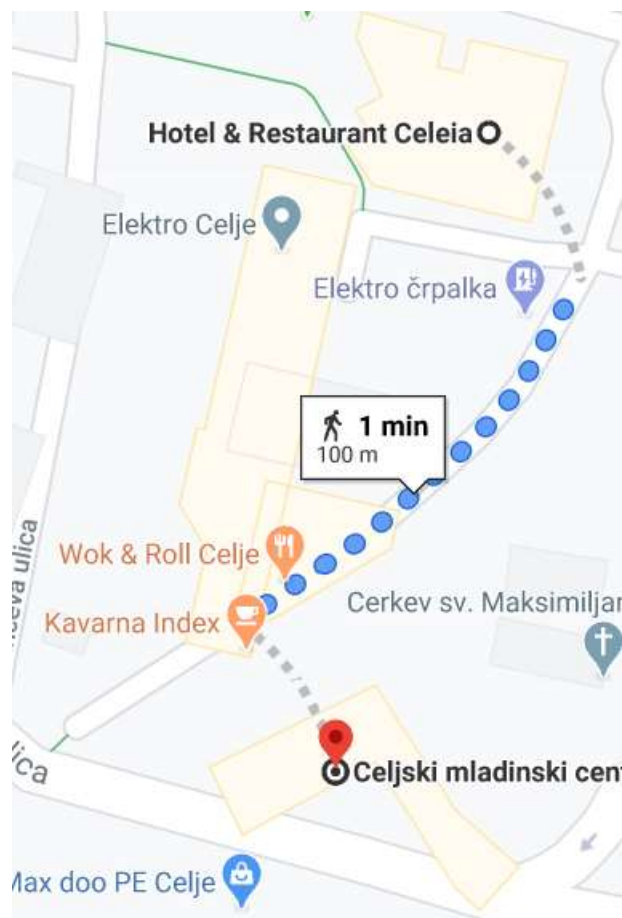 Hotel & Restaurant Celeia
Elektro Celje
Elektro črpalka
1 min
100 m
Wok & Roll Celje
Kavarna Index
Cerkev sv. Maksimiljan
ulica
Celjski mladinski cent
Max doo PE Celje